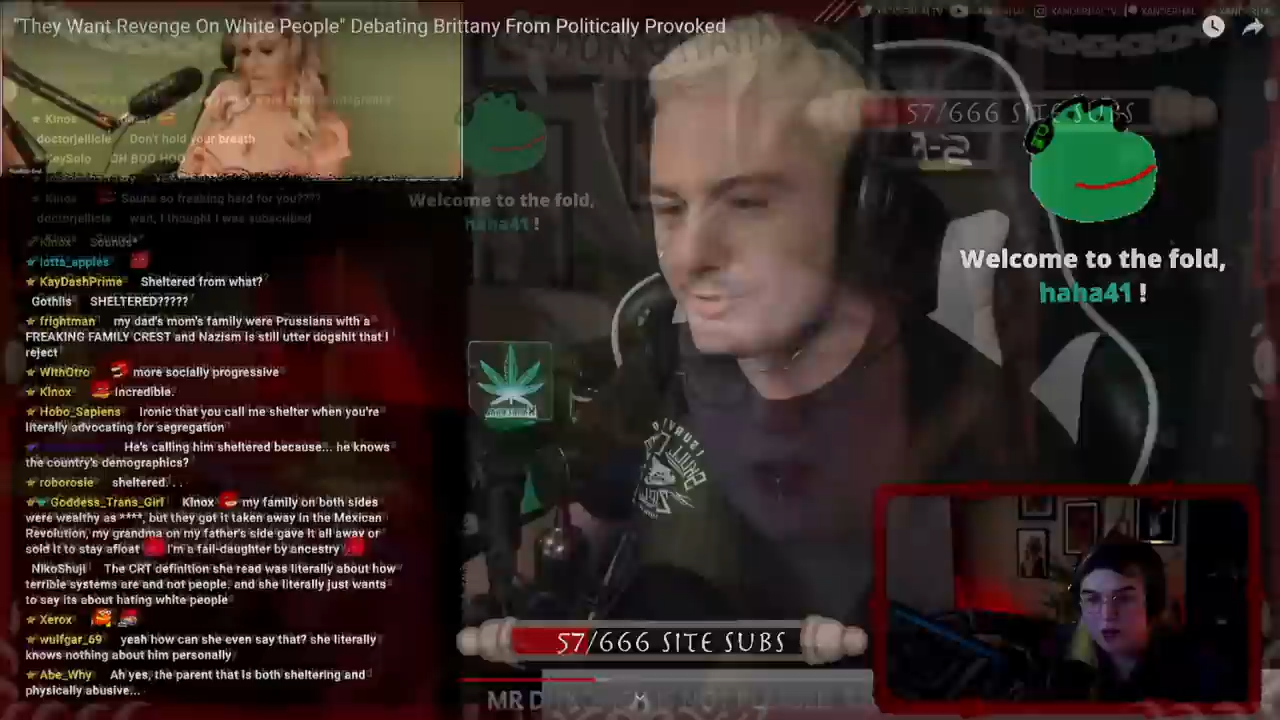 "They Want Revenge On White People" Debating Brittany From Politically Provoked
57/666 SITE SUBS
Kinox
doctorjellicle Don't hold your breath
KeySolo OH BOO HOO
Kinox Souns so freaking hard for you????
doctorjellicle wait, I thought I was subscribed
Kinox Sounds*
Welcome to the fold,
haha41 !
Welcome to the fold,
haha41 !
lotta_apples
KayDashPrime Sheltered from what?
Gothlis SHELTERED?????
frightman my dad's mom's family were Prussians with a
FREAKING FAMILY CREST and Nazism is still utter dogshit that I
reject
WithOtro more socially progressive
Kinox Incredible.
Hobo_Sapiens Ironic that you call me shelter when you're
literally advocating for segregation
He's calling him sheltered because... he knows
the country's demographics?
roborosie sheltered. . .
Goddess_Trans_Girl Kinox my family on both sides
were wealthy as ****, but they got it taken away in the Mexican
Revolution, my grandma on my father's side gave it all away or
sold it to stay afloat I'm a fail-daughter by ancestry
NikoShuji The CRT definition she read was literally about how
terrible systems are and not people, and she literally just wants
to say its about hating white people
Xerox
wulfgar_69 yeah how can she even say that? she literally
knows nothing about him personally
Abe_Why Ah yes, the parent that is both sheltering and
physically abusive...
57/666 SITE SUBS
MR